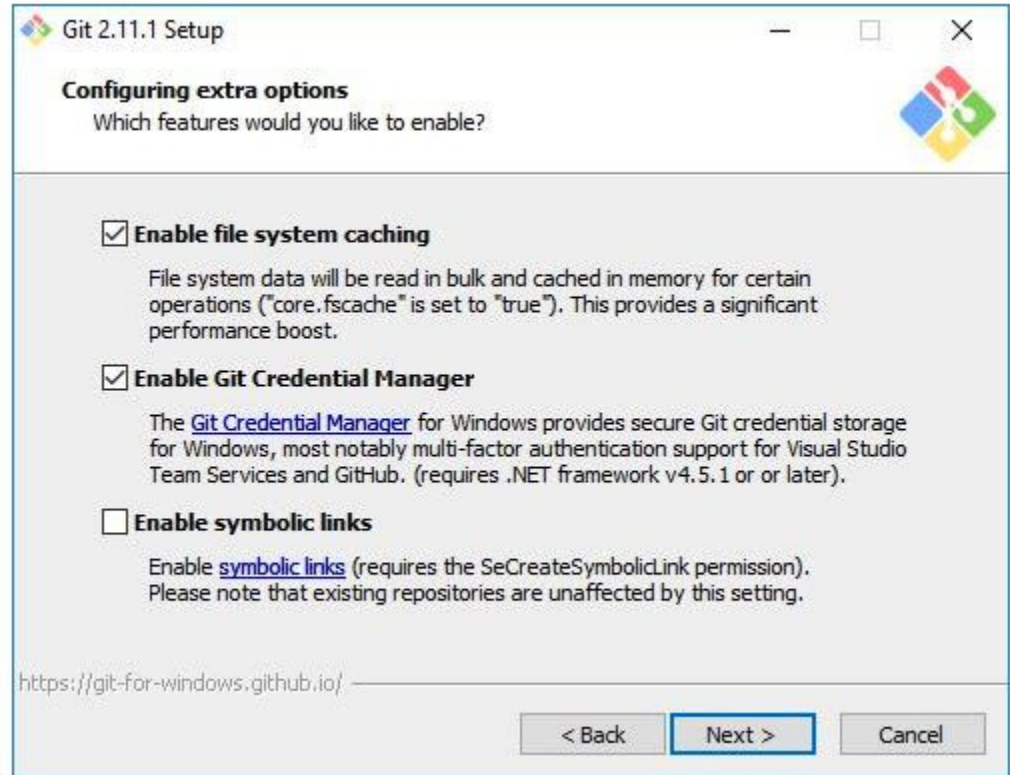 Git 2.11.1 Setup
Configuring extra options
Which features would you like to enable?
Enable file system caching
File system data will be read in bulk and cached in memory for certain
operations ("core.fscache" is set to "true"). This provides a significant
performance boost.
Enable Git Credential Manager
The Git Credential Manager for Windows provides secure Git credential storage
for Windows, most notably multi-factor authentication support for Visual Studio
Team Services and GitHub. (requires .NET framework v4.5.1 or or later).
Enable symbolic links
Enable symbolic links (requires the SeCreateSymbolicLink permission).
Please note that existing repositories are unaffected by this setting.
https://git-for-windows.github.io/
< Back Next > Cancel